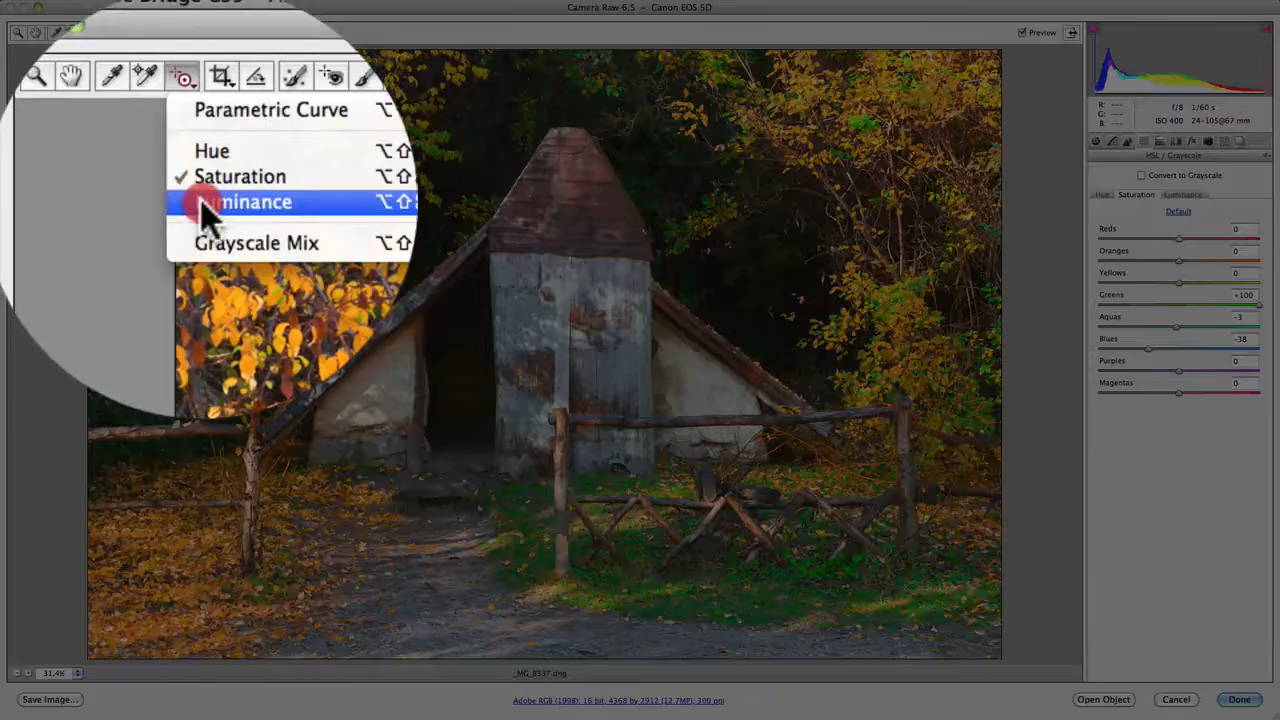 Camera Raw 6.5 – Canon EOS 5D
Preview
Parametric Curve ⌥
Hue ⌥⇧
✓ Saturation ⌥⇧
uminance ⌥⇧
Grayscale Mix ⌥⇧
R: ---
G: ---
B: ---
f/8 1/60 s
ISO 400 24-105@67 mm
HSL / Grayscale
Convert to Grayscale
Hue Saturation Luminance
Default
Reds 0
Oranges 0
Yellows 0
Greens +100
Aquas -3
Blues -38
Purples 0
Magentas 0
31.4%
_MG_8337.dng
Save Image...
Adobe RGB (1998); 16 bit; 4368 by 2912 (12.7MP); 300 ppi
Open Object
Cancel
Done